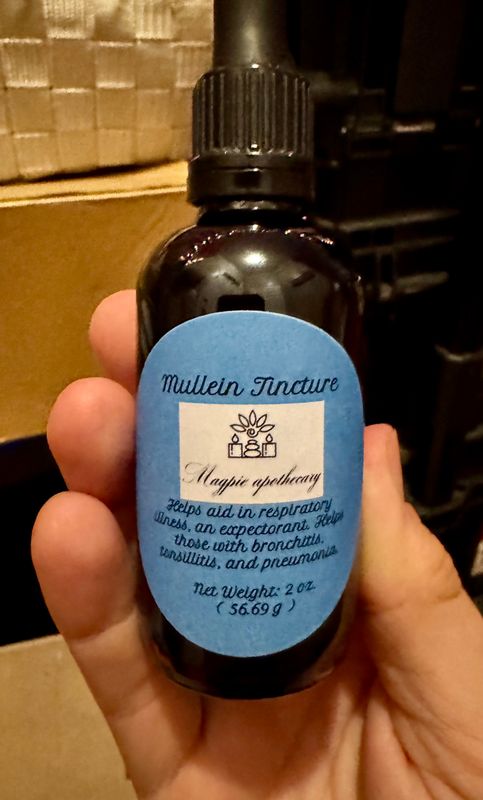 Mullein Tincture
Magpie apothecary
Helps aid in respiratory
illness, an expectorant. Helps
those with bronchitis,
tonsillitis, and pneumonia.
Net Weight: 2 oz.
( 56.69 g )